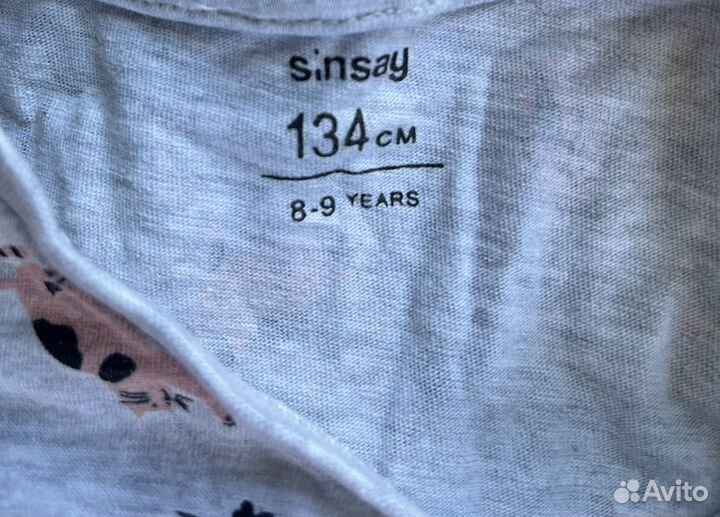 sinsay
134 CM
8-9 YEARS
Avito